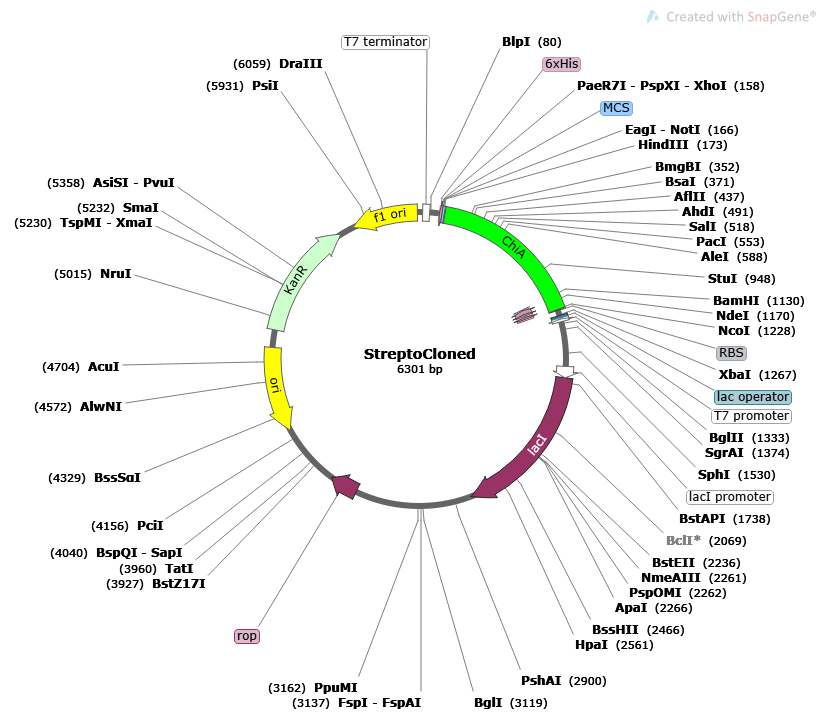 Created with SnapGene®
T7 terminator
BlpI (80)
6xHis
PaeR7I - PspXI - XhoI (158)
MCS
EagI - NotI (166)
HindIII (173)
BmgBI (352)
BsaI (371)
AflII (437)
AhdI (491)
SalI (518)
PacI (553)
AleI (588)
StuI (948)
BamHI (1130)
NdeI (1170)
NcoI (1228)
RBS
XbaI (1267)
lac operator
T7 promoter
BglII (1333)
SgrAI (1374)
SphI (1530)
lacI promoter
BstAPI (1738)
BclI* (2069)
BstEII (2236)
NmeAIII (2261)
PspOMI (2262)
ApaI (2266)
BssHII (2466)
HpaI (2561)
PshAI (2900)
BglI (3119)
(3137) FspI - FspAI
(3162) PpuMI
rop
(3927) BstZ17I
(3960) TatI
(4040) BspQI - SapI
(4156) PciI
(4329) BssSαI
(4572) AlwNI
(4704) AcuI
(5015) NruI
(5230) TspMI - XmaI
(5232) SmaI
(5358) AsiSI - PvuI
(5931) PsiI
(6059) DraIII
f1 ori
ChiA
KanR
ori
lacI
StreptoCloned
6301 bp